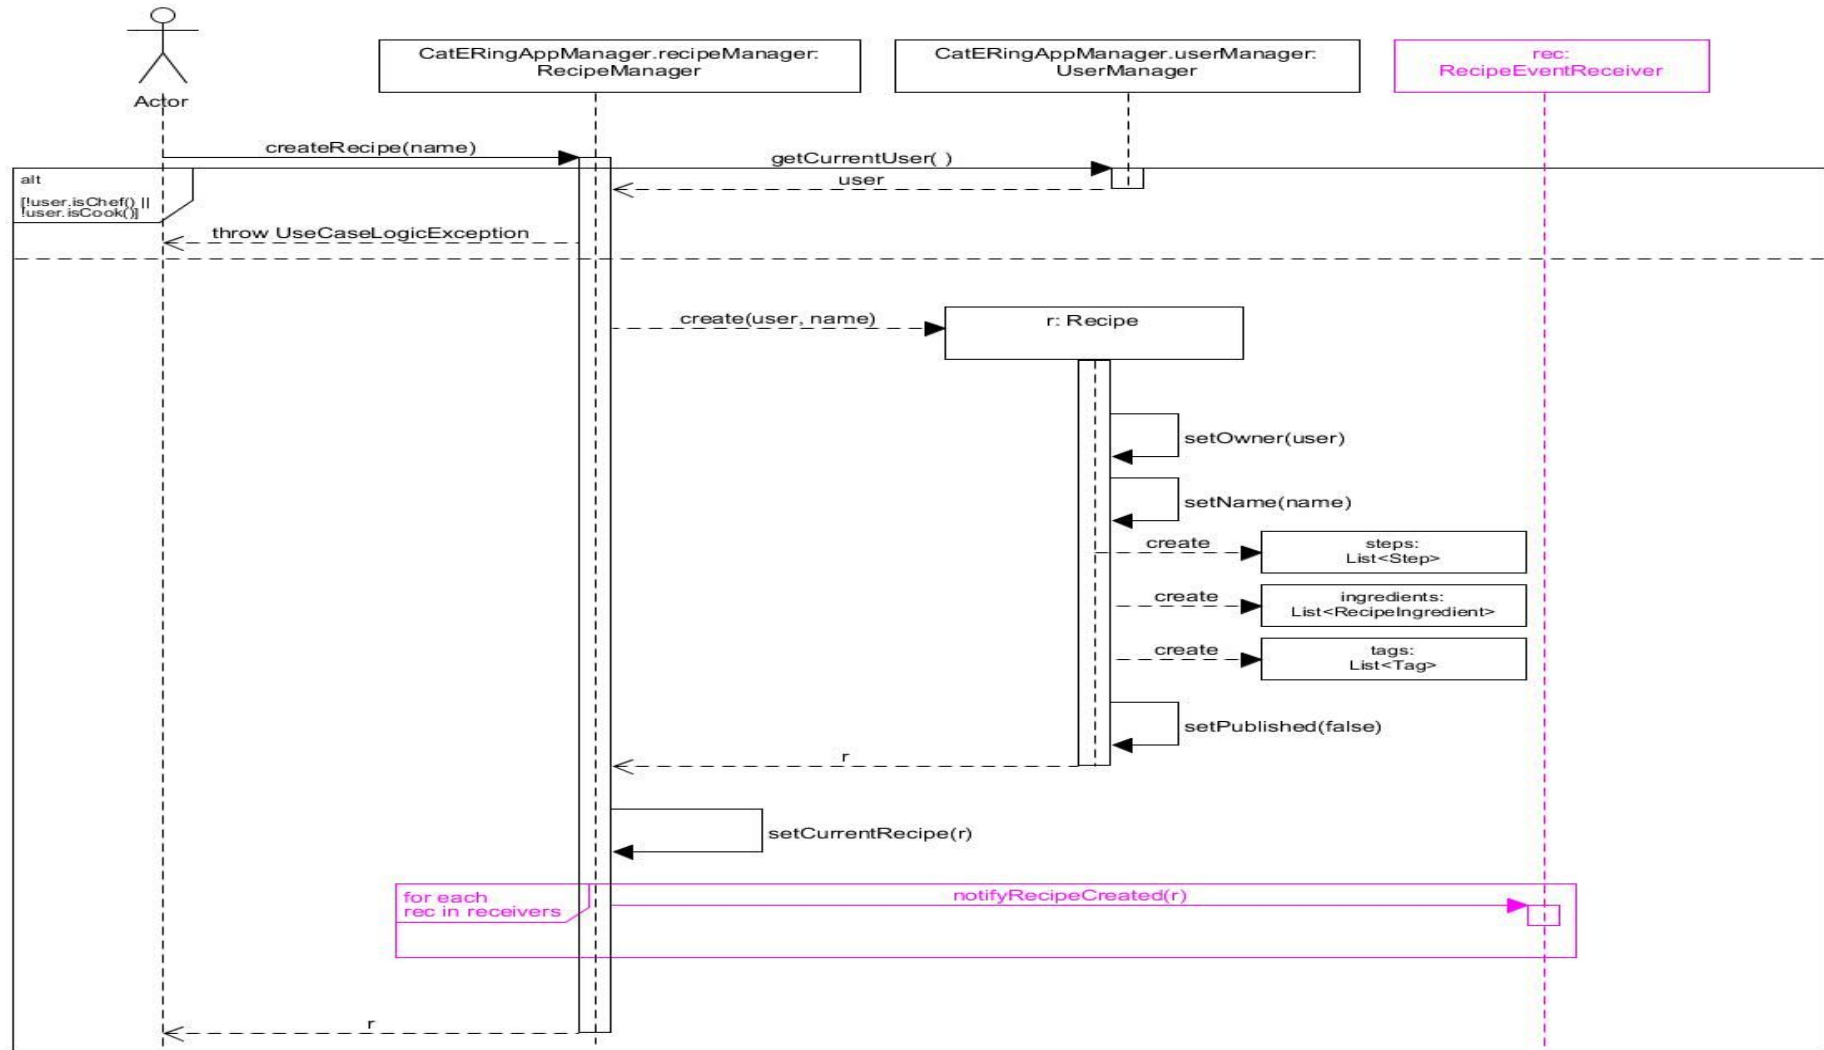 Actor
CatERingAppManager.recipeManager:
RecipeManager
CatERingAppManager.userManager:
UserManager
rec:
RecipeEventReceiver
createRecipe(name)
getCurrentUser( )
alt
[!user.isChef() ||
!user.isCook()]
user
throw UseCaseLogicException
create(user, name)
r: Recipe
setOwner(user)
setName(name)
create
steps:
List<Step>
create
ingredients:
List<RecipeIngredient>
create
tags:
List<Tag>
setPublished(false)
r
setCurrentRecipe(r)
for each
rec in receivers
notifyRecipeCreated(r)
r